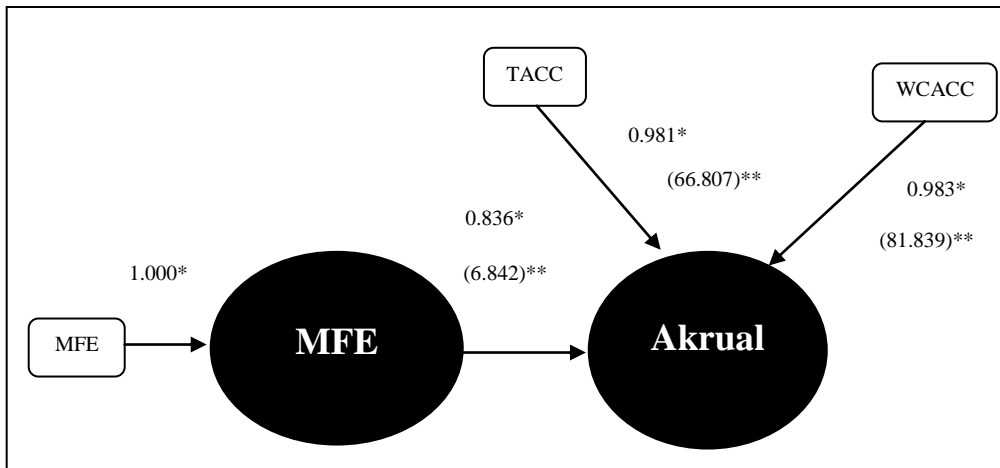 TACC
WCACC
0.981*
(66.807)**
0.983*
(81.839)**
0.836*
(6.842)**
1.000*
MFE
MFE
Akrual